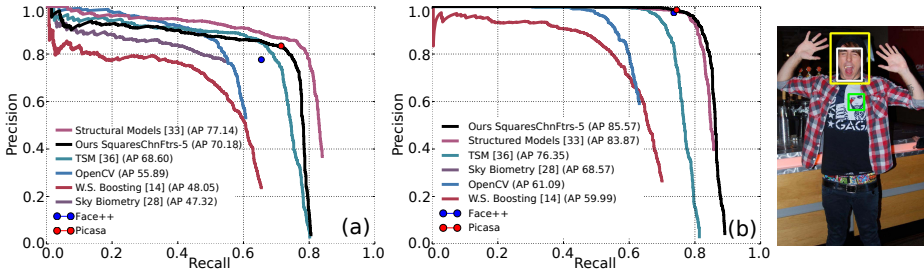 1.0
0.8
0.6
0.4
0.2
0.0
Precision
Structural Models [33] (AP 77.14)
Ours SquaresChnFtrs-5 (AP 70.18)
TSM [36] (AP 68.60)
OpenCV (AP 55.89)
W.S. Boosting [14] (AP 48.05)
Sky Biometry [28] (AP 47.32)
Face++
Picasa
(a)
0.2 0.4 0.6 0.8 1.0
Recall
1.0
0.8
0.6
0.4
0.2
0.0
Precision
Ours SquaresChnFtrs-5 (AP 85.57)
Structured Models [33] (AP 83.87)
TSM [36] (AP 76.35)
Sky Biometry [28] (AP 68.57)
OpenCV (AP 61.09)
W.S. Boosting [14] (AP 59.99)
Face++
Picasa
(b)
0.2 0.4 0.6 0.8 1.0
Recall
GAGA